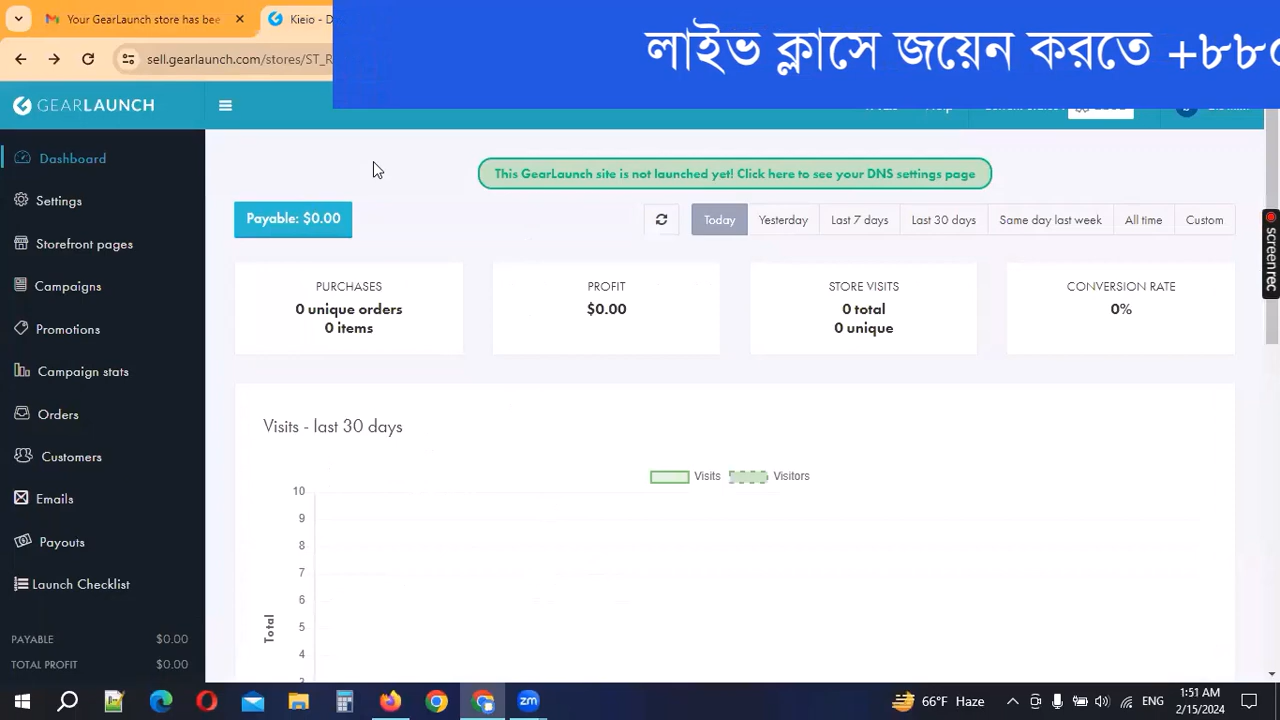 Your GearLaunch store has bee
Kieio - D
লাইভ ক্লাসে জয়েন করতে +৮৮০
sell.gearlaunch.com/stores/ST_R
GEARLAUNCH
Dashboard
This GearLaunch site is not launched yet! Click here to see your DNS settings page
Settings
Payable: $0.00
Today
Yesterday
Last 7 days
Last 30 days
Same day last week
All time
Custom
Storefront pages
Campaigns
PURCHASES
0 unique orders
0 items
PROFIT
$0.00
STORE VISITS
0 total
0 unique
CONVERSION RATE
0%
screenrec
Promotions
Campaign stats
Orders
Visits - last 30 days
Customers
Visits
Visitors
Emails
10
9
8
7
6
5
4
Total
Payouts
Launch Checklist
PAYABLE $0.00
TOTAL PROFIT $0.00
zm
66°F Haze
ENG
1:51 AM
2/15/2024